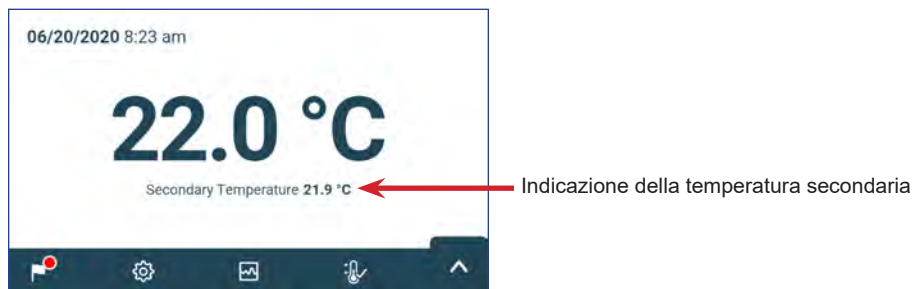 06/20/2020 8:23 am
22.0 °C
Secondary Temperature 21.9 °C
Indicazione della temperatura secondaria